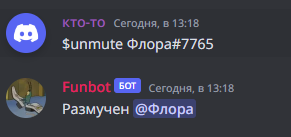 кто-то Сегодня, в 13:18
$unmute Флора#7765
Funbot БОТ Сегодня, в 13:18
Размучен @Флора